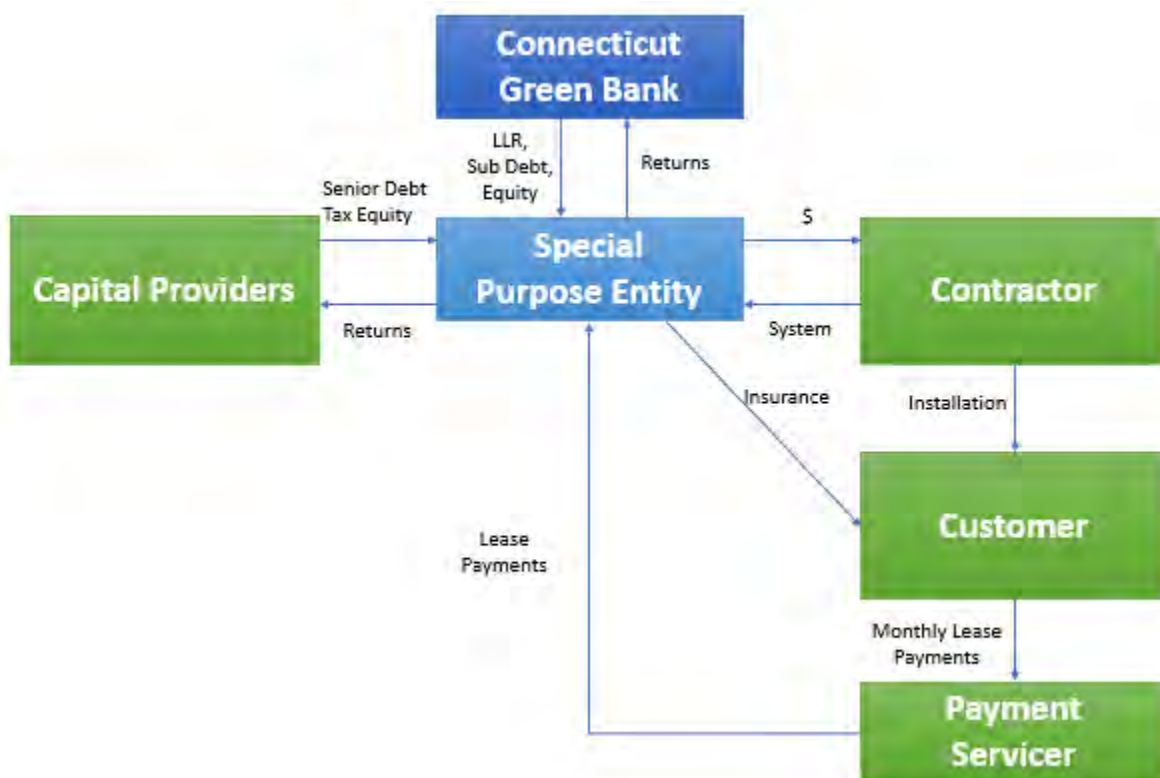 Connecticut
Green Bank
LLR,
Sub Debt,
Equity
Returns
Senior Debt
Tax Equity
$
Capital Providers
Special
Purpose Entity
Contractor
Returns
System
Insurance
Installation
Customer
Lease
Payments
Monthly Lease
Payments
Payment
Servicer